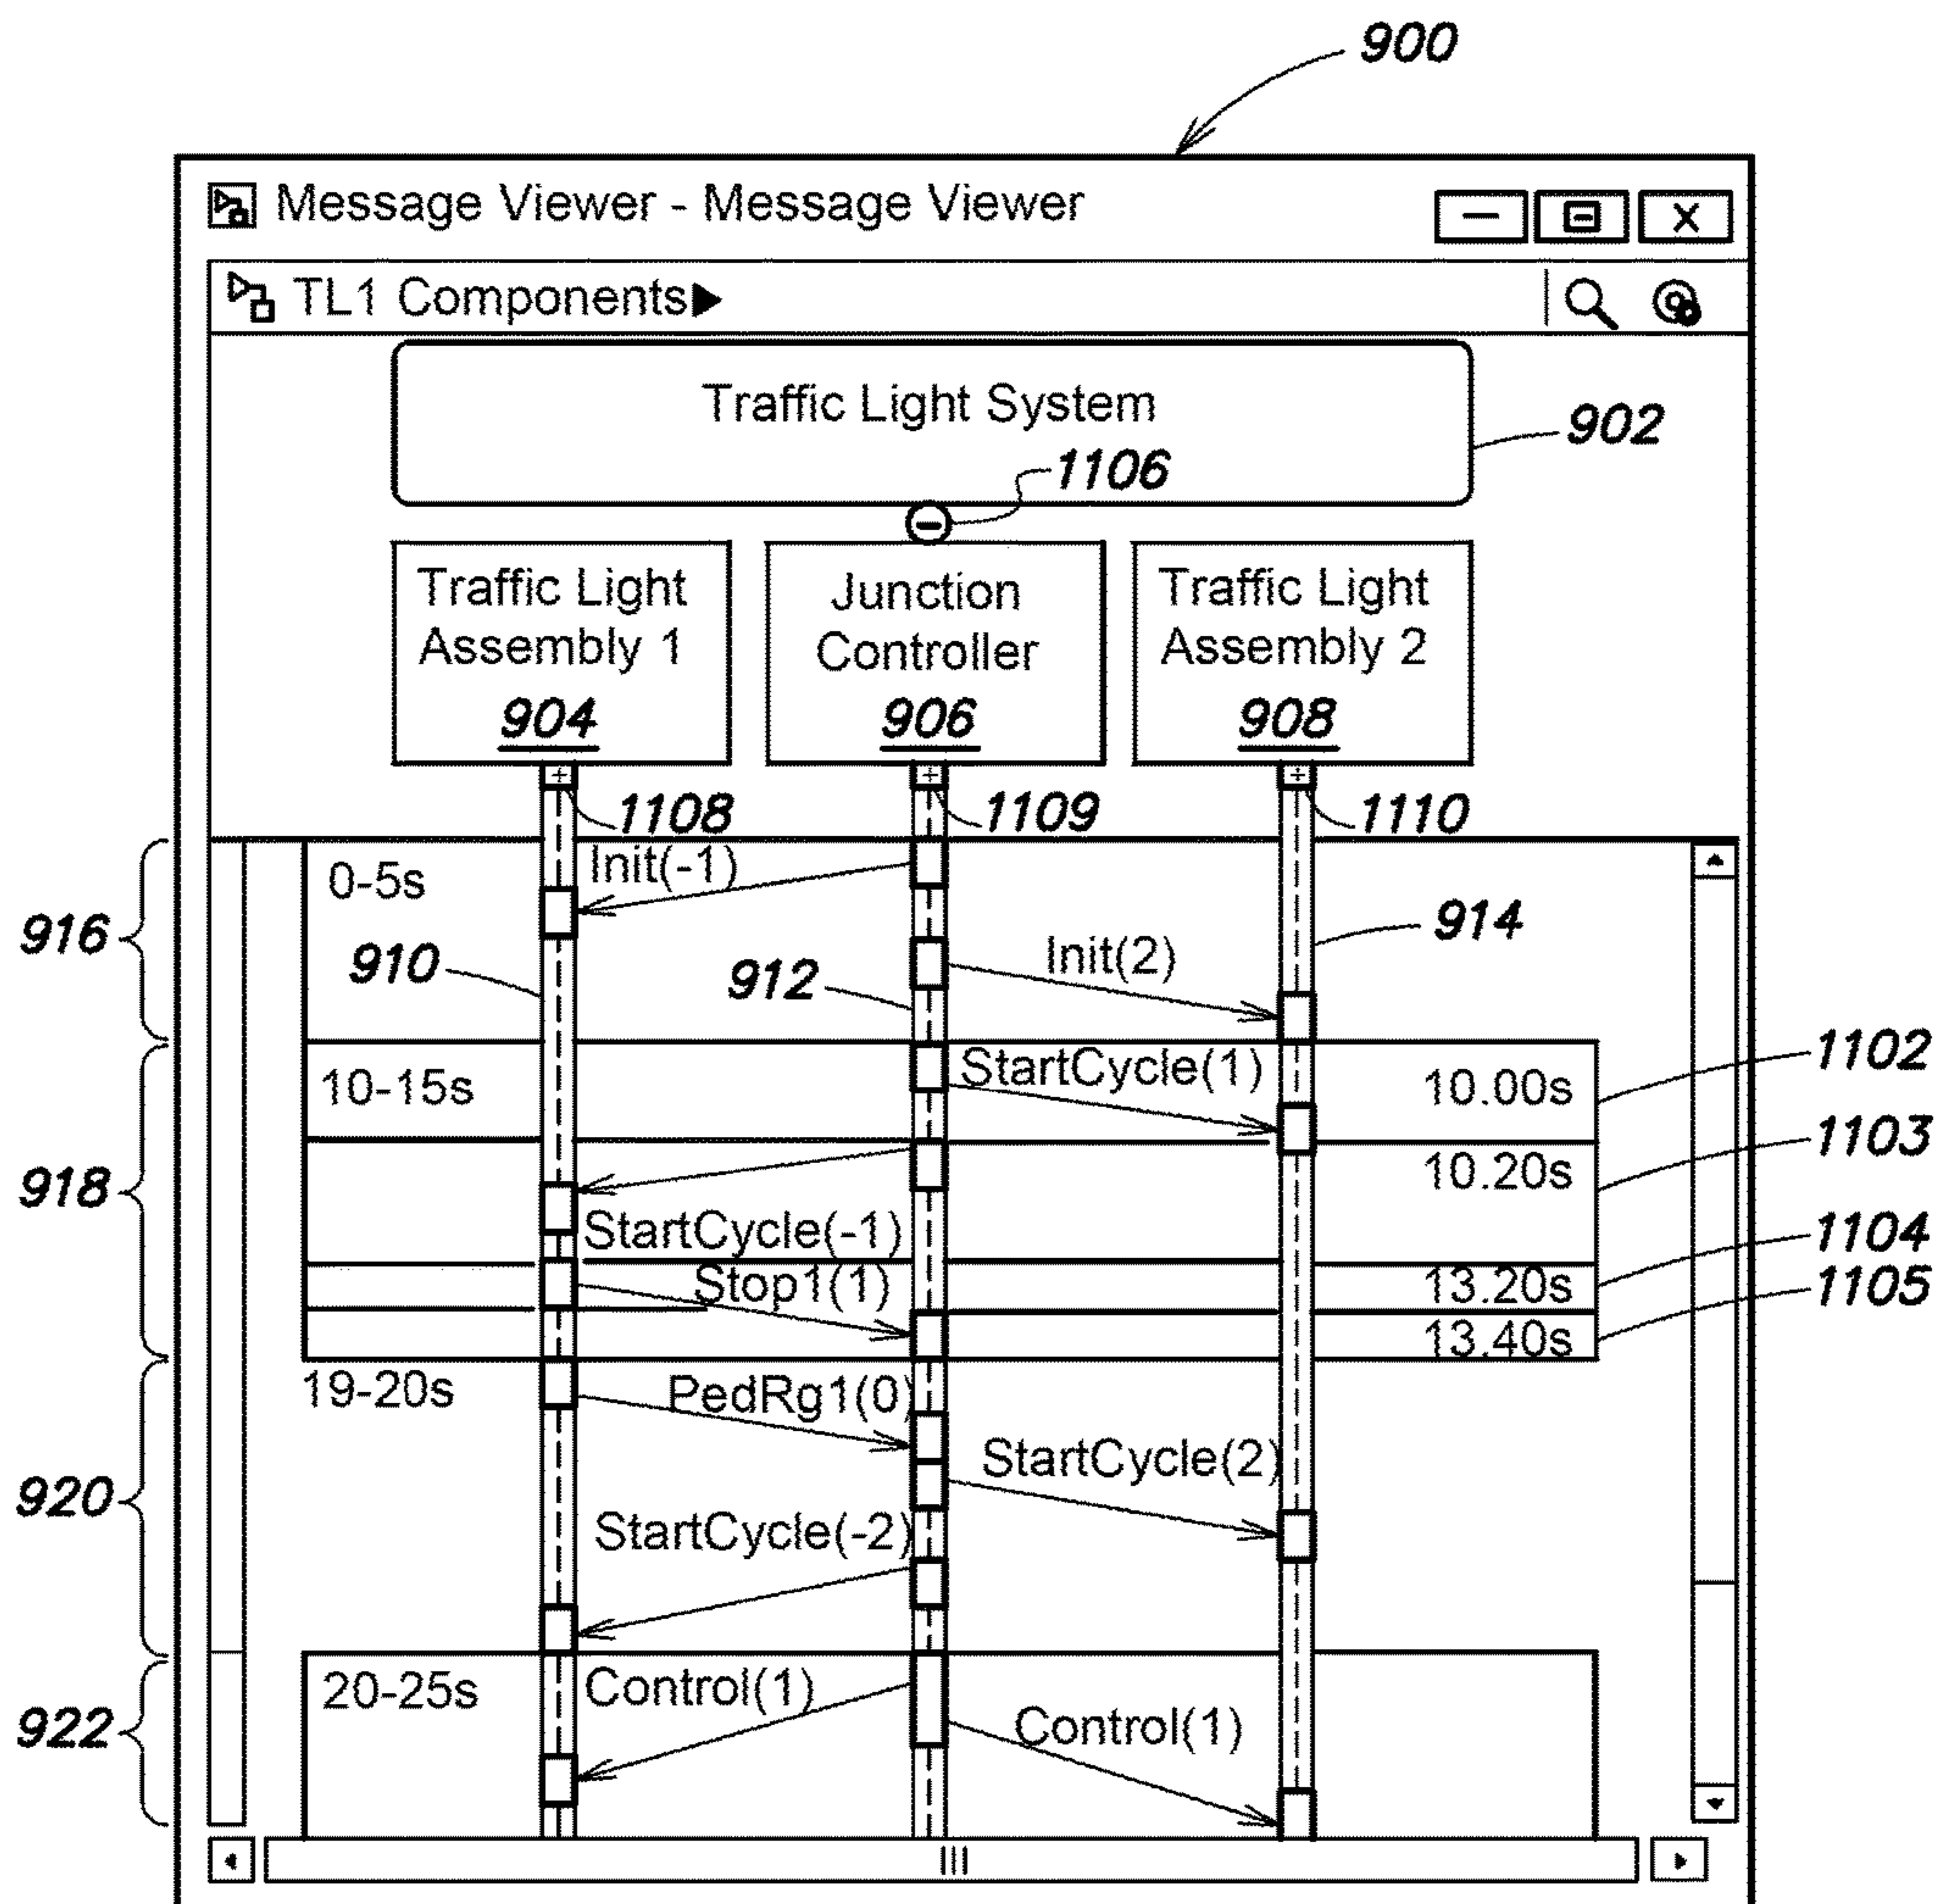 900
Message Viewer - Message Viewer
TL1 Components
Traffic Light System
902
1106
Traffic Light
Assembly 1
904
Junction
Controller
906
Traffic Light
Assembly 2
908
1108
1109
1110
0-5s
Init(-1)
916
910
912
Init(2)
914
10-15s
StartCycle(1)
10.00s
1102
918
10.20s
1103
StartCycle(-1)
1104
Stop1(1)
13.20s
1105
13.40s
19-20s
PedRg1(0)
920
StartCycle(2)
StartCycle(-2)
922
20-25s
Control(1)
Control(1)